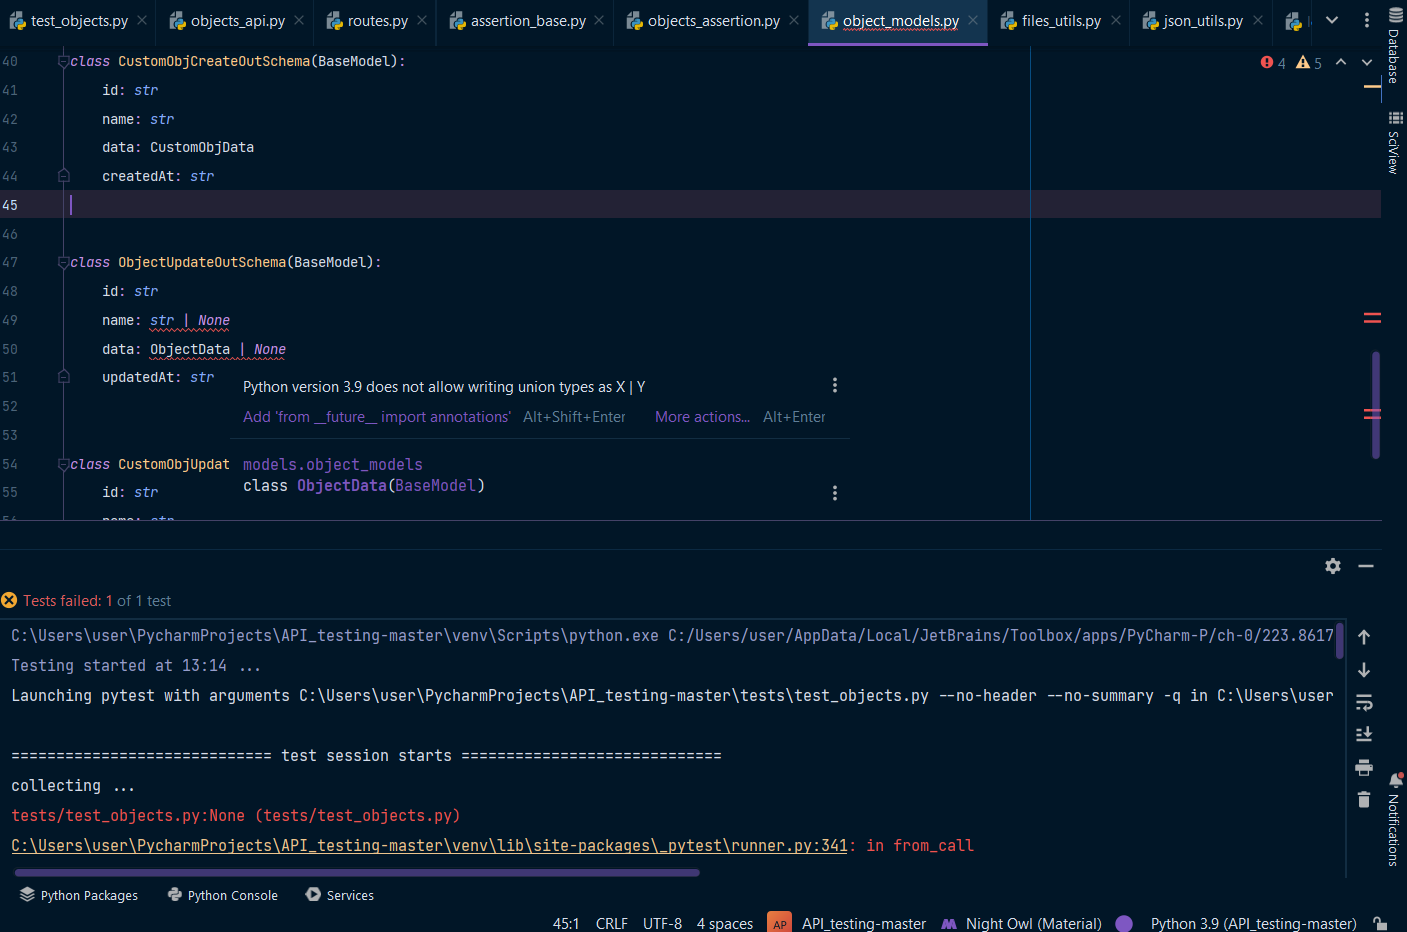 test_objects.py
objects_api.py
routes.py
assertion_base.py
objects_assertion.py
object_models.py
files_utils.py
json_utils.py
Database
SciView
4 5
40 class CustomObjCreateOutSchema(BaseModel):
41 id: str
42 name: str
43 data: CustomObjData
44 createdAt: str
45
46
47 class ObjectUpdateOutSchema(BaseModel):
48 id: str
49 name: str | None
50 data: ObjectData | None
51 updatedAt: str
52
53
54 class CustomObjUpdat
55 id: str
56 name: str
Python version 3.9 does not allow writing union types as X | Y
Add 'from __future__ import annotations' Alt+Shift+Enter More actions... Alt+Enter
models.object_models
class ObjectData(BaseModel)
Tests failed: 1 of 1 test
C:\Users\user\PycharmProjects\API_testing-master\venv\Scripts\python.exe C:/Users/user/AppData/Local/JetBrains/Toolbox/apps/PyCharm-P/ch-0/223.8617
Testing started at 13:14 ...
Launching pytest with arguments C:\Users\user\PycharmProjects\API_testing-master\tests\test_objects.py --no-header --no-summary -q in C:\Users\user
============================= test session starts =============================
collecting ...
tests/test_objects.py:None (tests/test_objects.py)
C:\Users\user\PycharmProjects\API_testing-master\venv\lib\site-packages\_pytest\runner.py:341: in from_call
Notifications
Python Packages Python Console Services
45:1 CRLF UTF-8 4 spaces AP API_testing-master Night Owl (Material) Python 3.9 (API_testing-master)